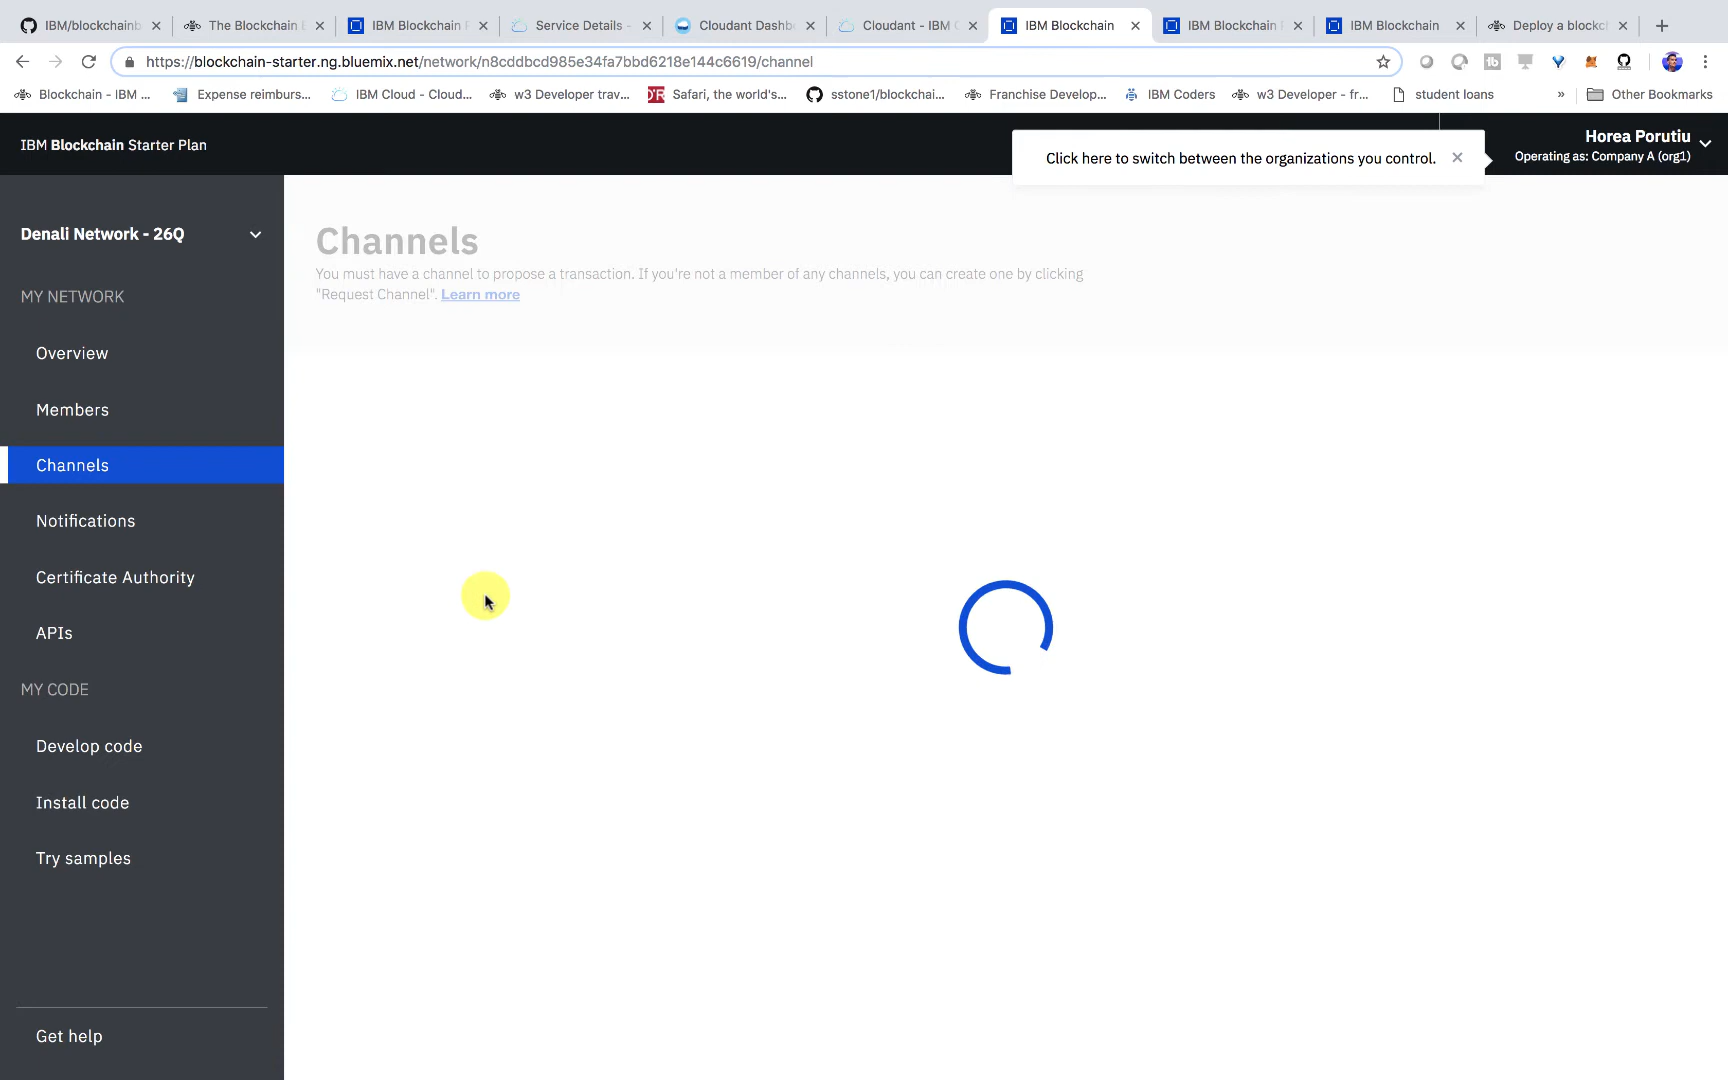 IBM/blockchainb
The Blockchain E
IBM Blockchain P
Service Details -
Cloudant Dashbo
Cloudant - IBM C
IBM Blockchain
IBM Blockchain P
IBM Blockchain
Deploy a blockch
https://blockchain-starter.ng.bluemix.net/network/n8cddbcd985e34fa7bbd6218e144c6619/channel
Blockchain - IBM ...
Expense reimburs...
IBM Cloud - Cloud...
w3 Developer trav...
Safari, the world's...
sstone1/blockchai...
Franchise Develop...
IBM Coders
w3 Developer - fr...
student loans
»
Other Bookmarks
IBM Blockchain Starter Plan
Click here to switch between the organizations you control.
Horea Porutiu
Operating as: Company A (org1)
Denali Network - 26Q
MY NETWORK
Overview
Members
Channels
Notifications
Certificate Authority
APIs
MY CODE
Develop code
Install code
Try samples
Get help
Channels
You must have a channel to propose a transaction. If you're not a member of any channels, you can create one by clicking
"Request Channel". Learn more